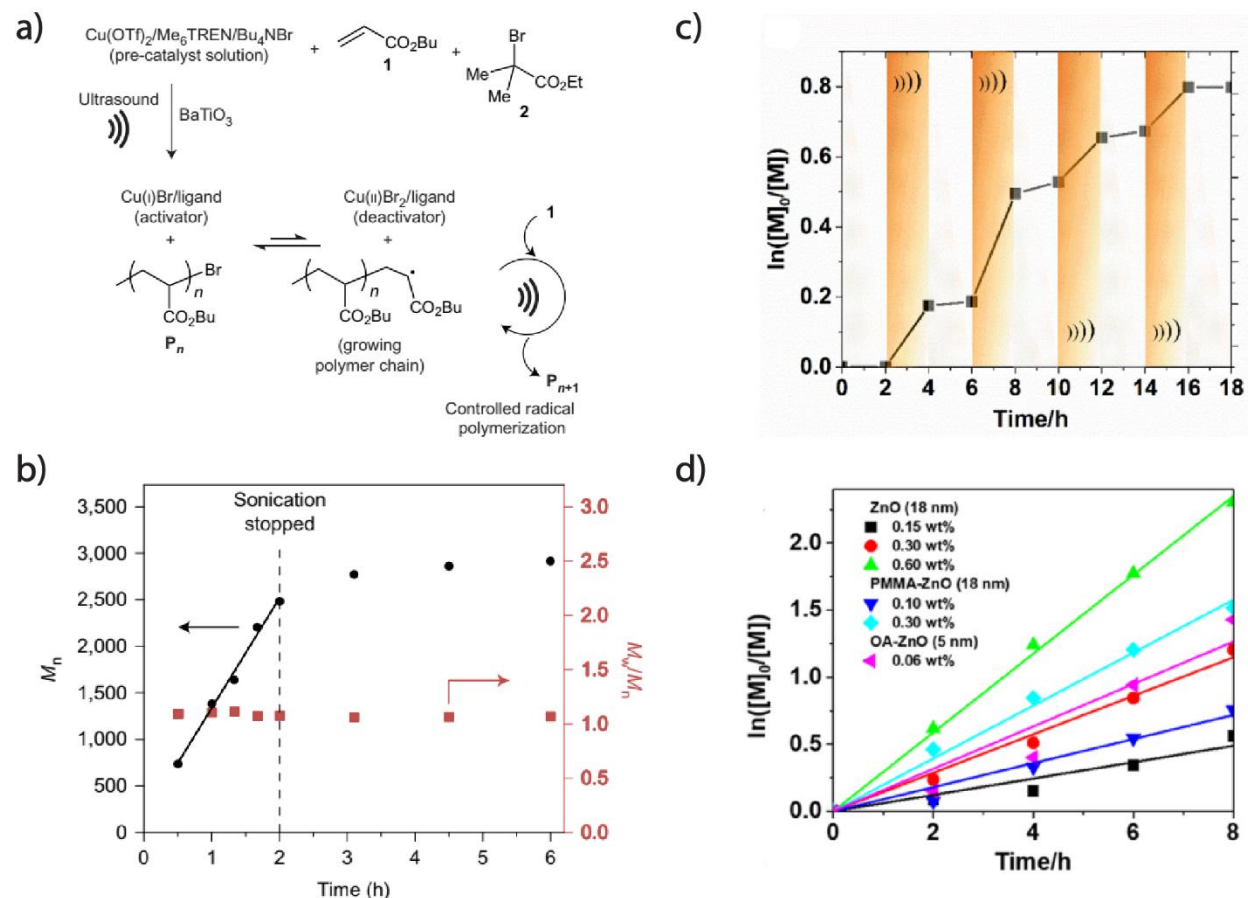 a)
Cu(OTf)2/Me6TREN/Bu4NBr
(pre-catalyst solution)
+
CO2Bu
1
+
Br
Me
Me
CO2Et
2
Ultrasound
BaTiO3
Cu(I)Br/ligand
(activator)
+
Cu(II)Br2/ligand
(deactivator)
+
1
Br
n
CO2Bu
Pn
n
CO2Bu
CO2Bu
(growing
polymer chain)
Pn+1
Controlled radical
polymerization
b)
Sonication
stopped
3,500
3,000
2,500
2,000
1,500
1,000
500
0
Mn
3.0
2.5
2.0
1.5
1.0
0.5
0.0
Mw/Mn
0 1 2 3 4 5 6
Time (h)
c)
0.8
0.6
0.4
0.2
0.0
ln([M]0/[M])
0 2 4 6 8 10 12 14 16 18
Time/h
d)
ZnO (18 nm)
0.15 wt%
0.30 wt%
0.60 wt%
PMMA-ZnO (18 nm)
0.10 wt%
0.30 wt%
OA-ZnO (5 nm)
0.06 wt%
2.0
1.5
1.0
0.5
0.0
ln([M]0/[M])
2 4 6 8
Time/h